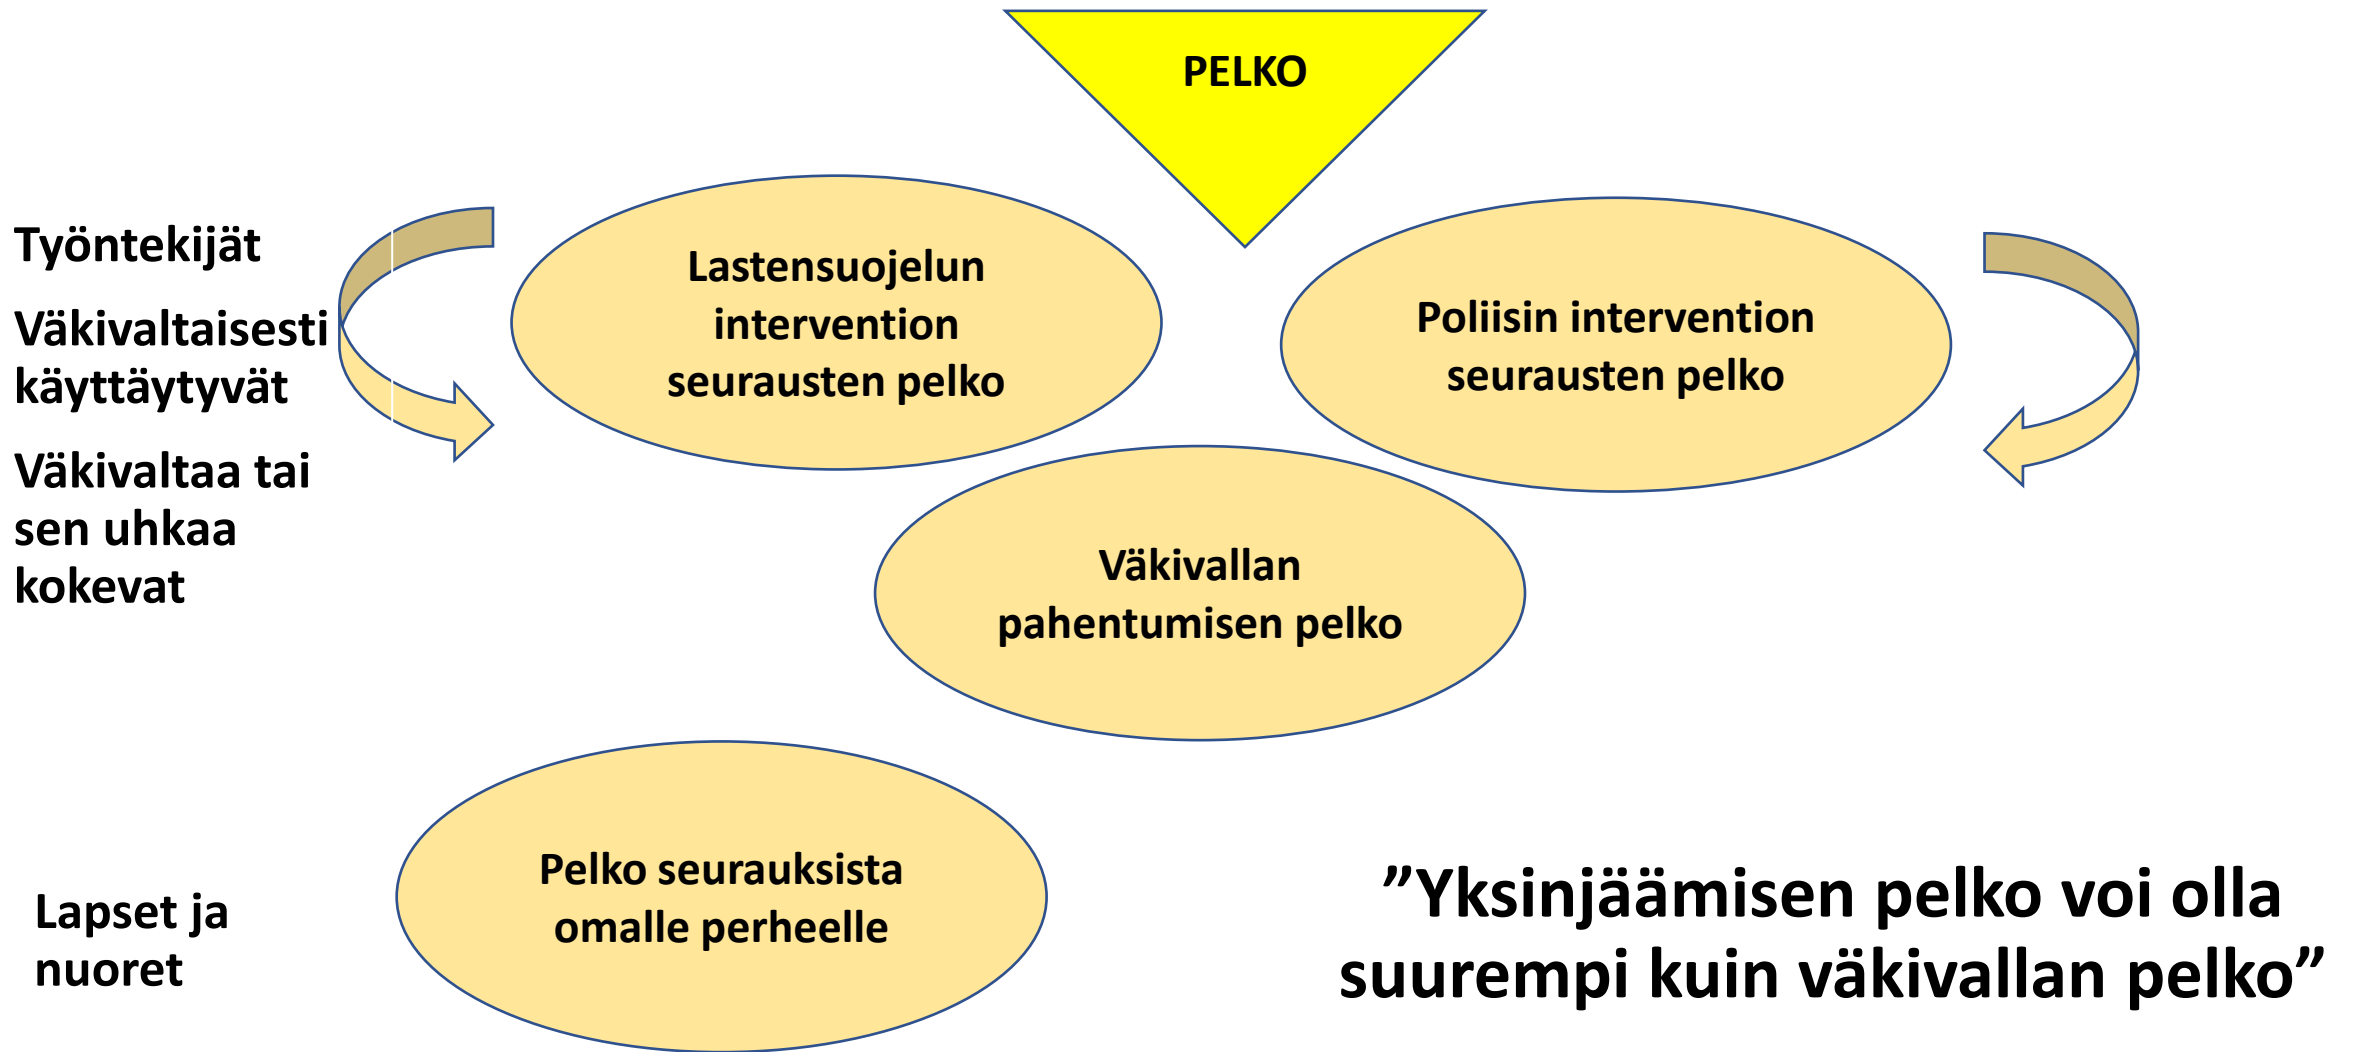 PELKO
Työntekijät
Väkivaltaisesti
käyttäytyvät
Väkivaltaa tai
sen uhkaa
kokevat
Lastensuojelun
intervention
seurausten pelko
Poliisin intervention
seurausten pelko
Väkivallan
pahentumisen pelko
Lapset ja
nuoret
Pelko seurauksista
omalle perheelle
”Yksinjäämisen pelko voi olla
suurempi kuin väkivallan pelko”